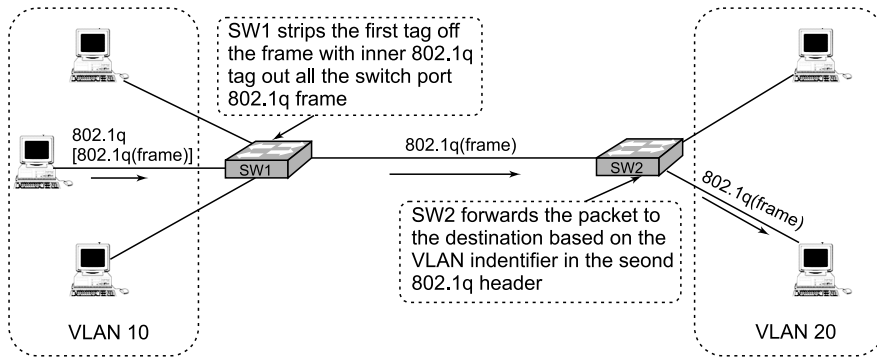 SW1 strips the first tag off
the frame with inner 802.1q
tag out all the switch port
802.1q frame
802.1q
[802.1q(frame)]
SW1
802.1q(frame)
SW2
802.1q(frame)
SW2 forwards the packet to
the destination based on the
VLAN indentifier in the seond
802.1q header
VLAN 10
VLAN 20